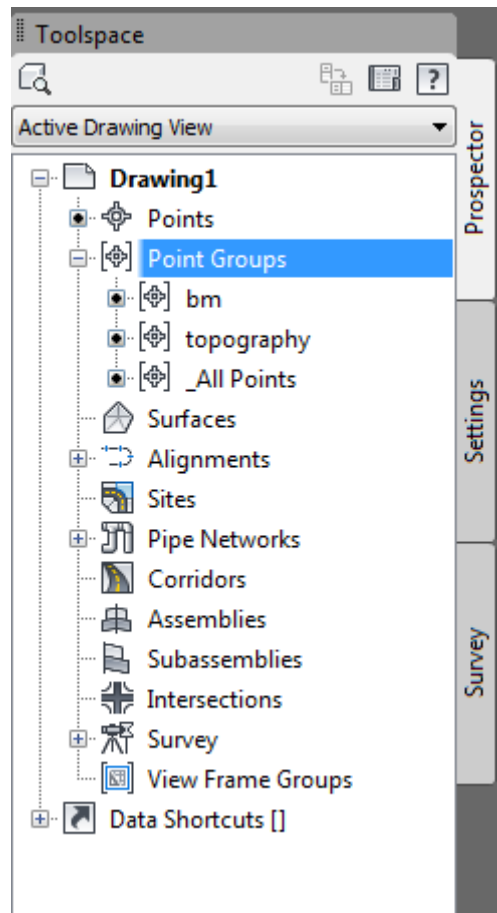 Toolspace
?
Active Drawing View
Drawing1
Points
Point Groups
bm
topography
_All Points
Surfaces
Alignments
Sites
Pipe Networks
Corridors
Assemblies
Subassemblies
Intersections
Survey
View Frame Groups
Data Shortcuts []
Prospector
Settings
Survey